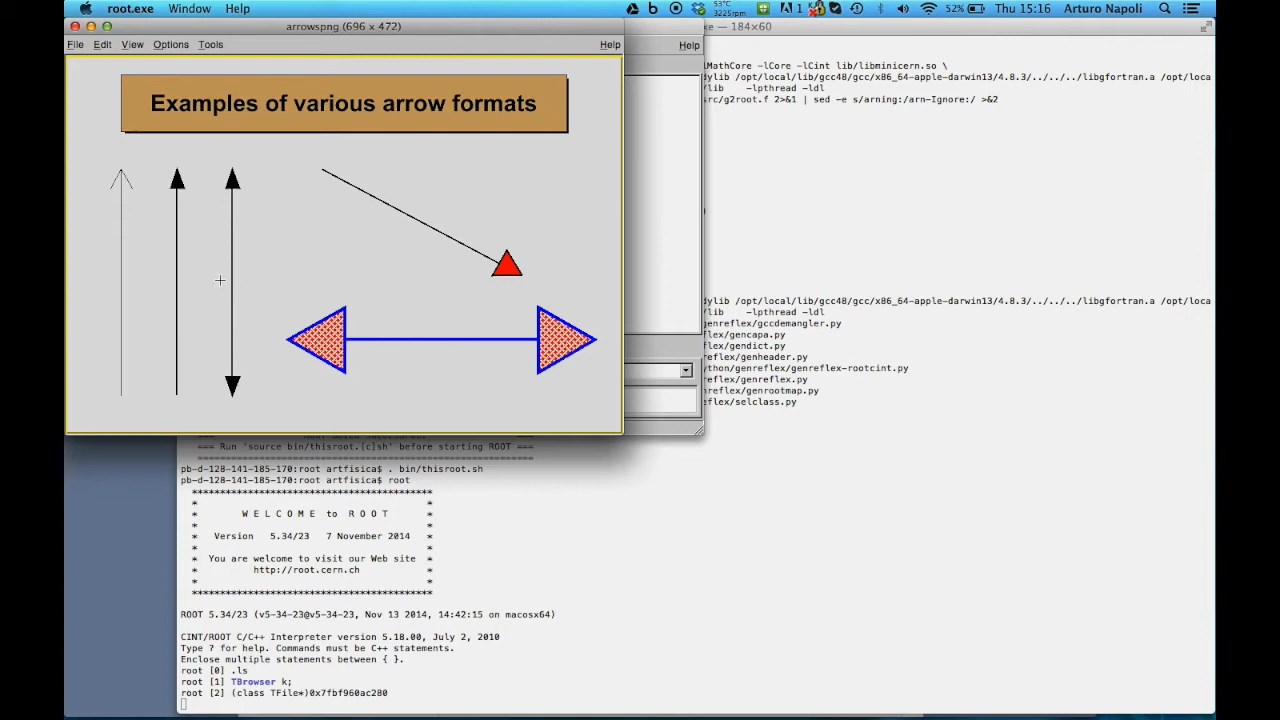 root.exe Window Help 53°C 3225rpm 1 52% Thu 15:16 Arturo Napoli
arrowspng (696 x 472)
e — 184×60
File Edit View Options Tools Help
Help
Examples of various arrow formats
lMathCore -lCore -lCint lib/libminicern.so \
dylib /opt/local/lib/gcc48/gcc/x86_64-apple-darwin13/4.8.3/../../../libgfortran.a /opt/loca
/lib -lpthread -ldl
src/g2root.f 2>&1 | sed -e s/arning:/arn-Ignore:/ >&2
dylib /opt/local/lib/gcc48/gcc/x86_64-apple-darwin13/4.8.3/../../../libgfortran.a /opt/loca
/lib -lpthread -ldl
genreflex/gccdemangler.py
reflex/gencapa.py
reflex/gendict.py
genreflex/genheader.py
ython/genreflex/genreflex-rootcint.py
reflex/genreflex.py
nreflex/genrootmap.py
reflex/selclass.py
=== Run 'source bin/thisroot.[c]sh' before starting ROOT ===
pb-d-128-141-185-170:root artfisica$ . bin/thisroot.sh
pb-d-128-141-185-170:root artfisica$ root
*******************************************
* *
* W E L C O M E to R O O T *
* *
* Version 5.34/23 7 November 2014 *
* *
* You are welcome to visit our Web site *
* http://root.cern.ch *
* *
*******************************************
ROOT 5.34/23 (v5-34-23@v5-34-23, Nov 13 2014, 14:42:15 on macosx64)
CINT/ROOT C/C++ Interpreter version 5.18.00, July 2, 2010
Type ? for help. Commands must be C++ statements.
Enclose multiple statements between { }.
root [0] .ls
root [1] TBrowser k;
root [2] (class TFile*)0x7fbf960ac280